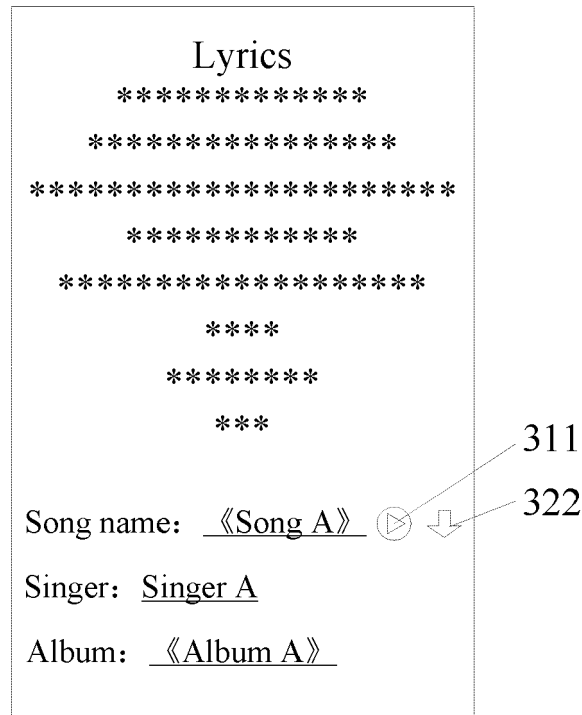 Lyrics
*************
****************
**********************
************
*******************
****
********
***
311
322
Song name： 《Song A》
Singer： Singer A
Album： 《Album A》